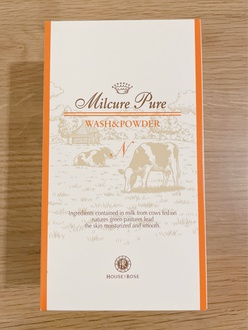 Milcure Pure
WASH&POWDER
N
Ingredients contained in milk from cows fed on
natures green pastures lead
the skin moisturized and smooth.
HR
HOUSE OF ROSE